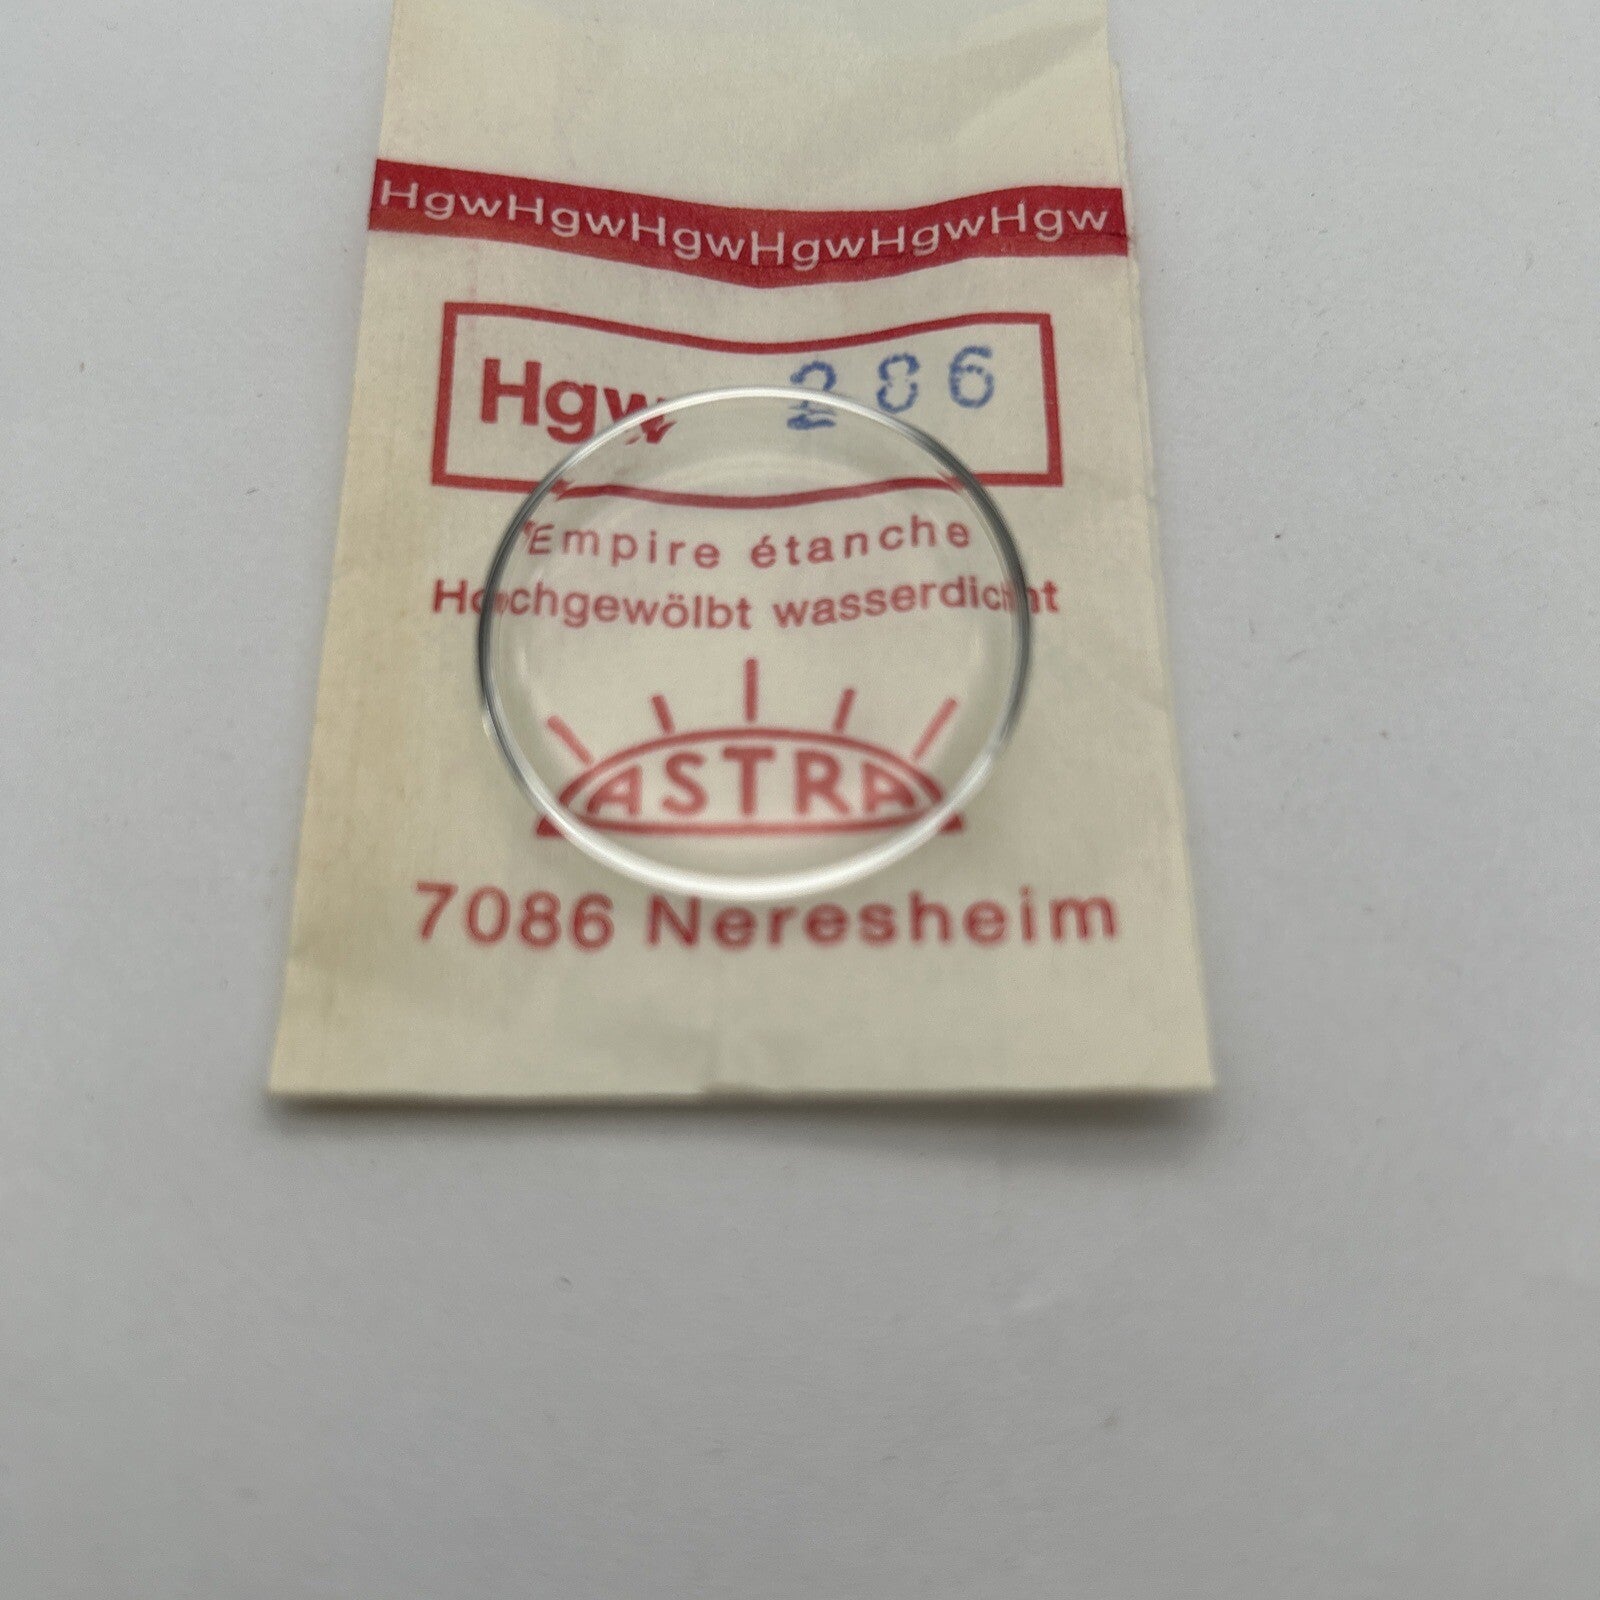 HgwHgwHgwHgwHgwHgw
Hgw 286
Empire étanche
Hochgewölbt wasserdicht
ASTRA
7086 Neresheim